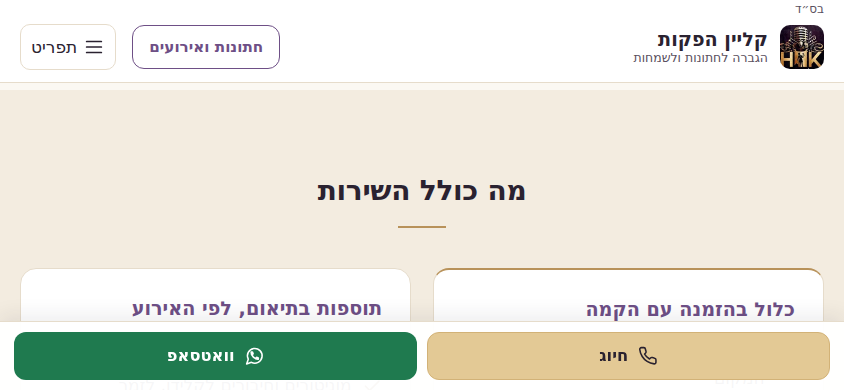 בס״ד
קליין הפקות
הגברה לחתונות ולשמחות
חתונות ואירועים
תפריט
מה כולל השירות
כלול בהזמנה עם הקמה
תוספות בתיאום, לפי האירוע
חיוג
וואטסאפ